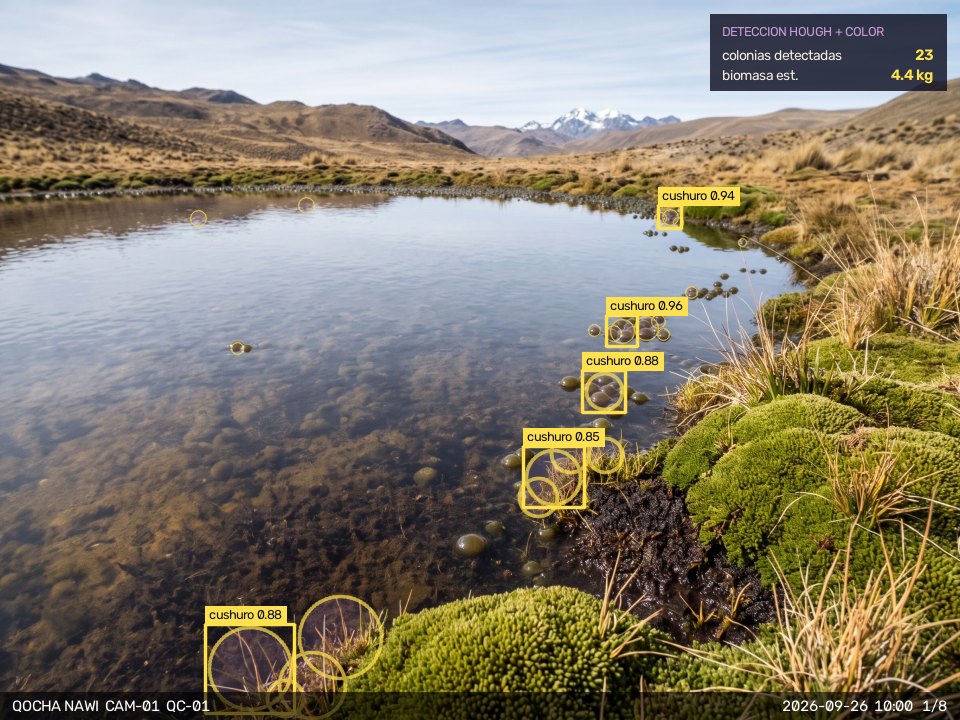 DETECCION HOUGH + COLOR
colonias detectadas 23
biomasa est. 4.4 kg
cushuro 0.94
cushuro 0.96
cushuro 0.88
cushuro 0.85
cushuro 0.88
QOCHA NAWI CAM-01 QC-01
2026-09-26 10:00 1/8